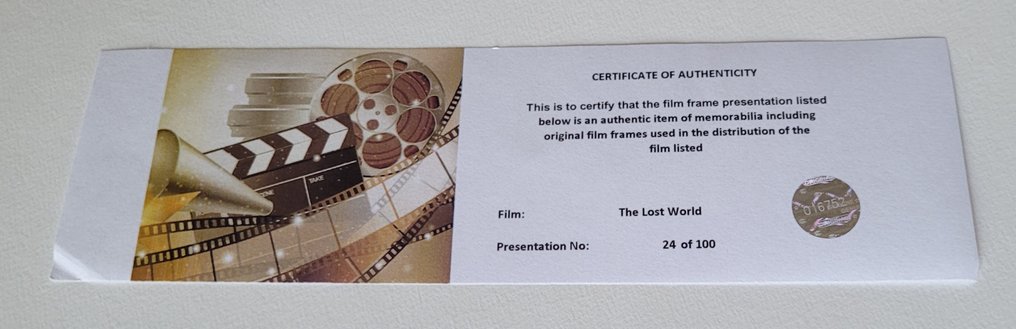 CERTIFICATE OF AUTHENTICITY
This is to certify that the film frame presentation listed
below is an authentic item of memorabilia including
original film frames used in the distribution of the
film listed
Film: The Lost World
Presentation No: 24 of 100
016752
TAKE